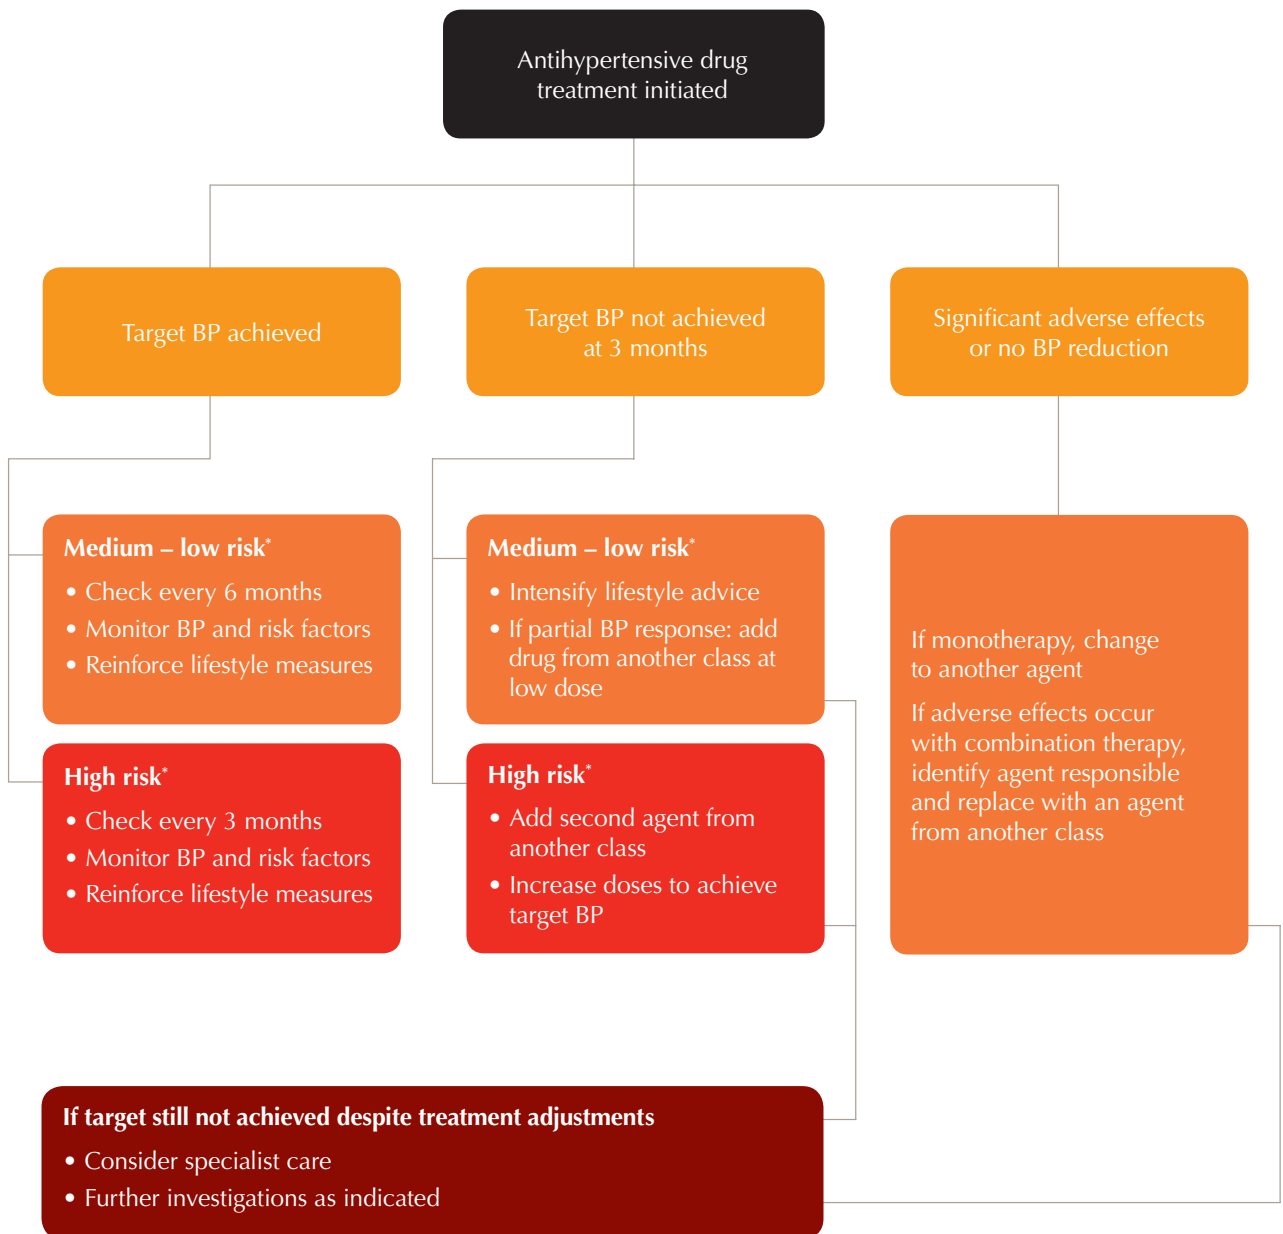 Antihypertensive drug
treatment initiated
Target BP achieved
Target BP not achieved
at 3 months
Significant adverse effects
or no BP reduction
Medium – low risk*
• Check every 6 months
• Monitor BP and risk factors
• Reinforce lifestyle measures
High risk*
• Check every 3 months
• Monitor BP and risk factors
• Reinforce lifestyle measures
Medium – low risk*
• Intensify lifestyle advice
• If partial BP response: add
drug from another class at
low dose
High risk*
• Add second agent from
another class
• Increase doses to achieve
target BP
If monotherapy, change
to another agent
If adverse effects occur
with combination therapy,
identify agent responsible
and replace with an agent
from another class
If target still not achieved despite treatment adjustments
• Consider specialist care
• Further investigations as indicated